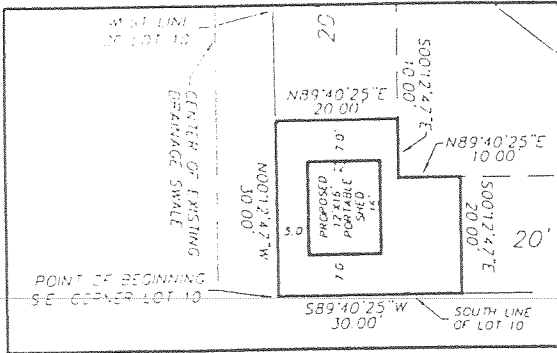 LINE
OF LOT 10
20'
CENTER OF EXISTING
DRAINAGE SWALE
N89°40'25"E
20.00'
S00°12'47"E
10.00'
N89°40'25"E
10.00'
N00°12'47"W
30.00'
7.0'
PROPOSED
12'X16'
PORTABLE
SHED
5.0
7.0'
S00°12'47"E
20.00'
20'
POINT OF BEGINNING
S.E. CORNER LOT 10
S89°40'25"W
30.00'
SOUTH LINE
OF LOT 10